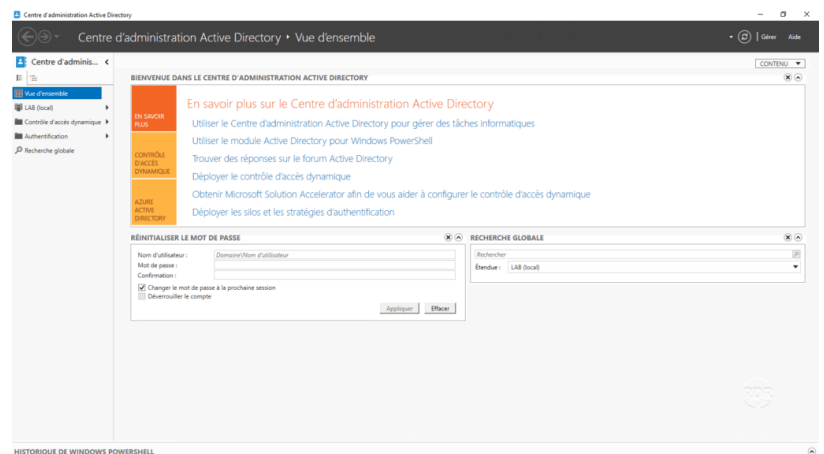 Centre d'administration Active Directory
Centre d'administration Active Directory • Vue d'ensemble
Gérer
Aide
Centre d'adminis...
Vue d'ensemble
LAB (local)
Contrôle d'accès dynamique
Authentification
Recherche globale
CONTENU
BIENVENUE DANS LE CENTRE D'ADMINISTRATION ACTIVE DIRECTORY
EN SAVOIR
PLUS
CONTRÔLE
D'ACCÈS
DYNAMIQUE
AZURE
ACTIVE
DIRECTORY
En savoir plus sur le Centre d'administration Active Directory
Utiliser le Centre d'administration Active Directory pour gérer des tâches informatiques
Utiliser le module Active Directory pour Windows PowerShell
Trouver des réponses sur le forum Active Directory
Déployer le contrôle d'accès dynamique
Obtenir Microsoft Solution Accelerator afin de vous aider à configurer le contrôle d'accès dynamique
Déployer les silos et les stratégies d'authentification
RÉINITIALISER LE MOT DE PASSE
Nom d'utilisateur :
Domaine\Nom d'utilisateur
Mot de passe :
Confirmation :
Changer le mot de passe à la prochaine session
Déverrouiller le compte
Appliquer
Effacer
RECHERCHE GLOBALE
Rechercher
Étendue :
LAB (local)
HISTORIQUE DE WINDOWS POWERSHELL